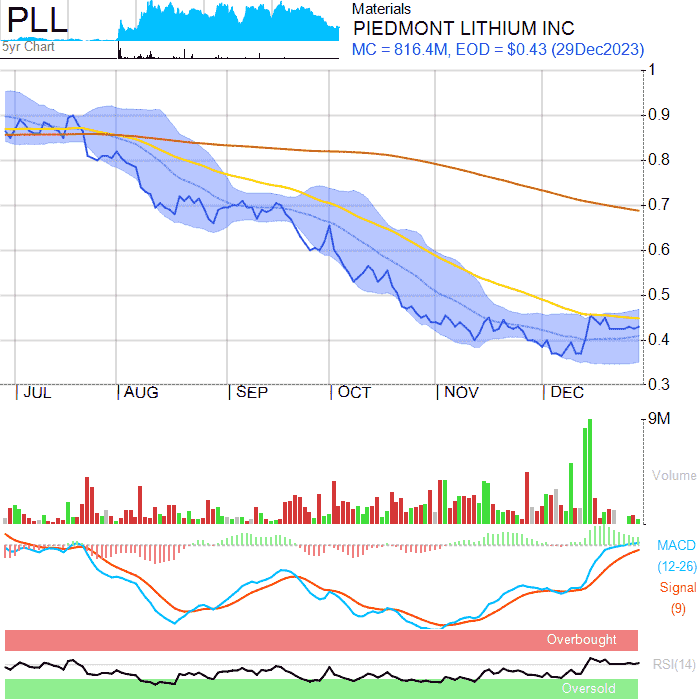 PLL
5yr Chart
Materials
PIEDMONT LITHIUM INC
MC = 816.4M, EOD = $0.43 (29Dec2023)
1
0.9
0.8
0.7
0.6
0.5
0.4
0.3
JUL AUG SEP OCT NOV DEC
9M
Volume
MACD
(12-26)
Signal
(9)
Overbought
RSI(14)
Oversold